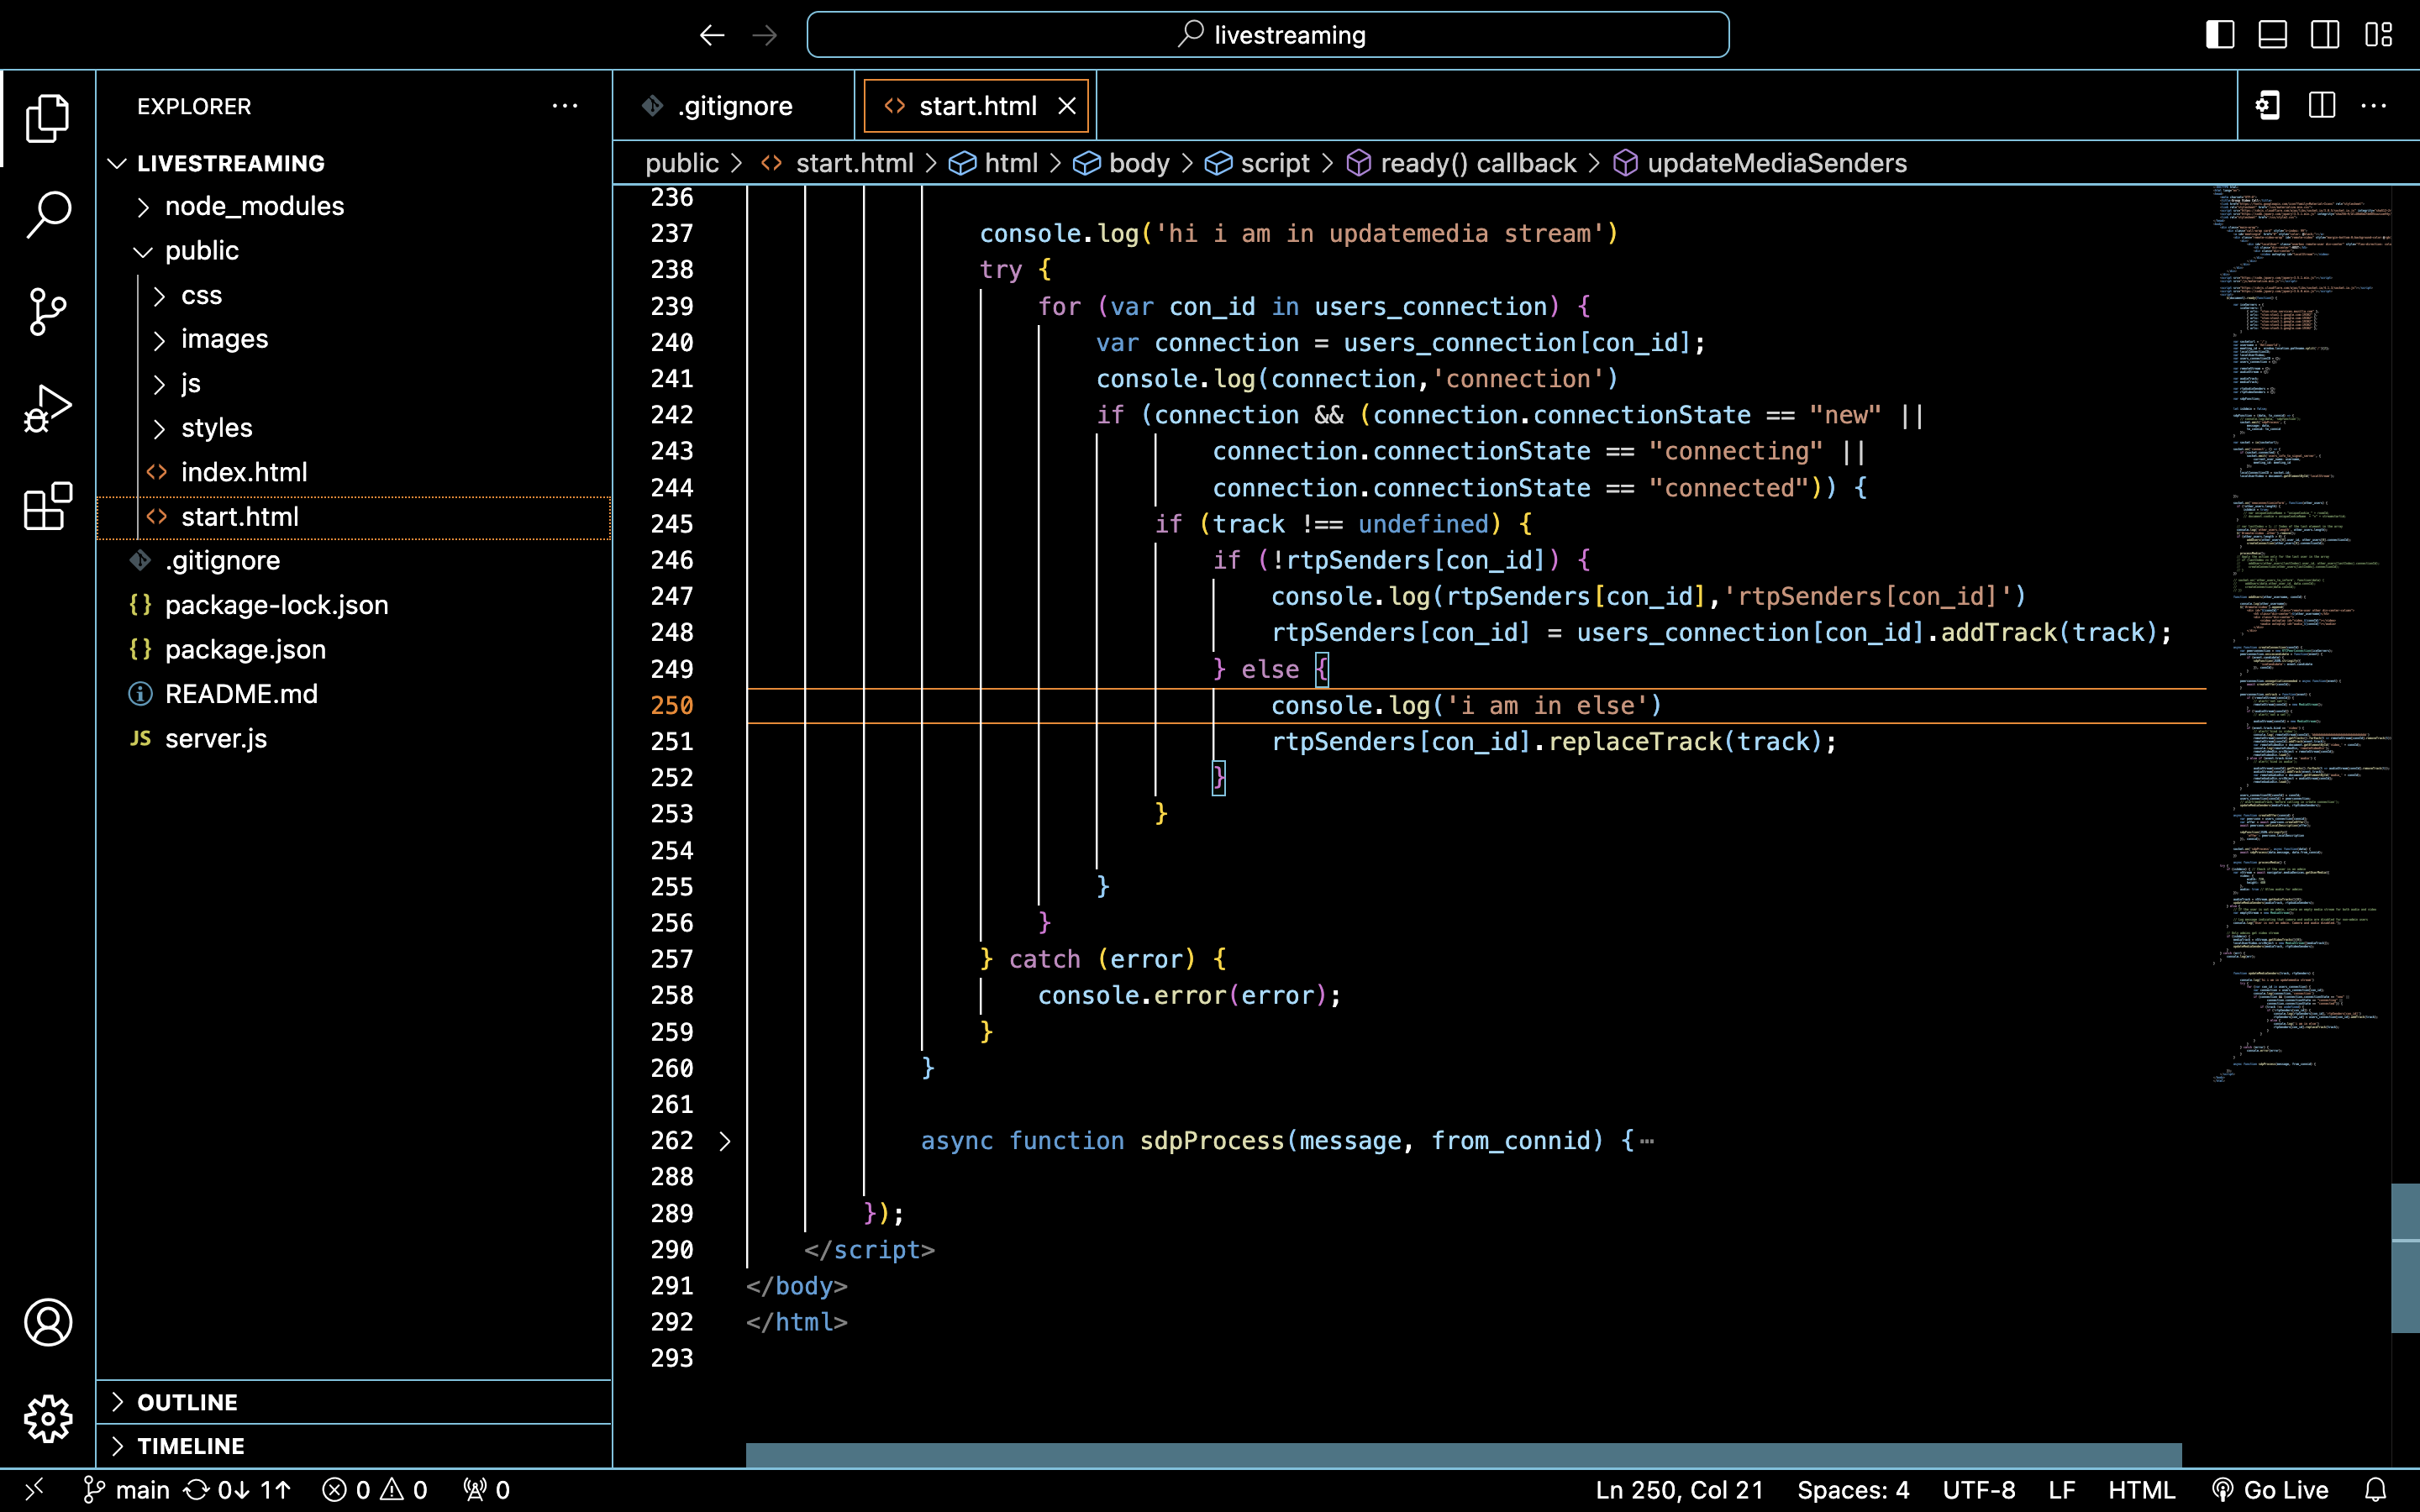 livestreaming
EXPLORER
LIVESTREAMING
node_modules
public
css
images
js
styles
index.html
start.html
.gitignore
package-lock.json
package.json
README.md
JS server.js
OUTLINE
TIMELINE
.gitignore
start.html
public > start.html > html > body > script > ready() callback > updateMediaSenders
236
237 console.log('hi i am in updatemedia stream')
238 try {
239 for (var con_id in users_connection) {
240 var connection = users_connection[con_id];
241 console.log(connection,'connection')
242 if (connection && (connection.connectionState == "new" ||
243 connection.connectionState == "connecting" ||
244 connection.connectionState == "connected")) {
245 if (track !== undefined) {
246 if (!rtpSenders[con_id]) {
247 console.log(rtpSenders[con_id],'rtpSenders[con_id]')
248 rtpSenders[con_id] = users_connection[con_id].addTrack(track);
249 } else {
250 console.log('i am in else')
251 rtpSenders[con_id].replaceTrack(track);
252 }
253 }
254
255 }
256 }
257 } catch (error) {
258 console.error(error);
259 }
260 }
261
262 async function sdpProcess(message, from_connid) {⋯
288
289 });
290 </script>
291 </body>
292 </html>
293
main 0↓ 1↑ 0 0 0 Ln 250, Col 21 Spaces: 4 UTF-8 LF HTML Go Live